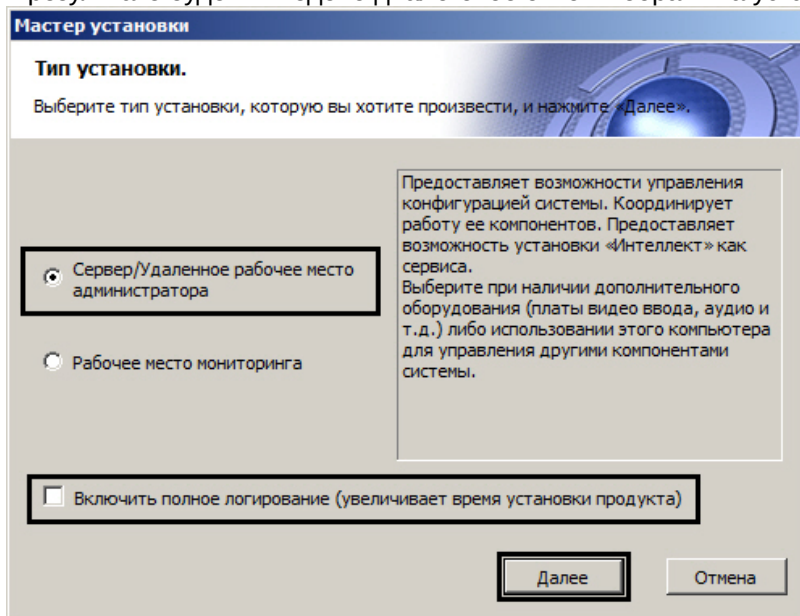 Мастер установки
Тип установки.
Выберите тип установки, которую вы хотите произвести, и нажмите «Далее».
Предоставляет возможности управления
конфигурацией системы. Координирует
работу ее компонентов. Предоставляет
возможность установки «Интеллект» как
сервиса.
Выберите при наличии дополнительного
оборудования (платы видео ввода, аудио и
т.д.) либо использовании этого компьютера
для управления другими компонентами
системы.
Сервер/Удаленное рабочее место
администратора
Рабочее место мониторинга
Включить полное логирование (увеличивает время установки продукта)
Далее
Отмена